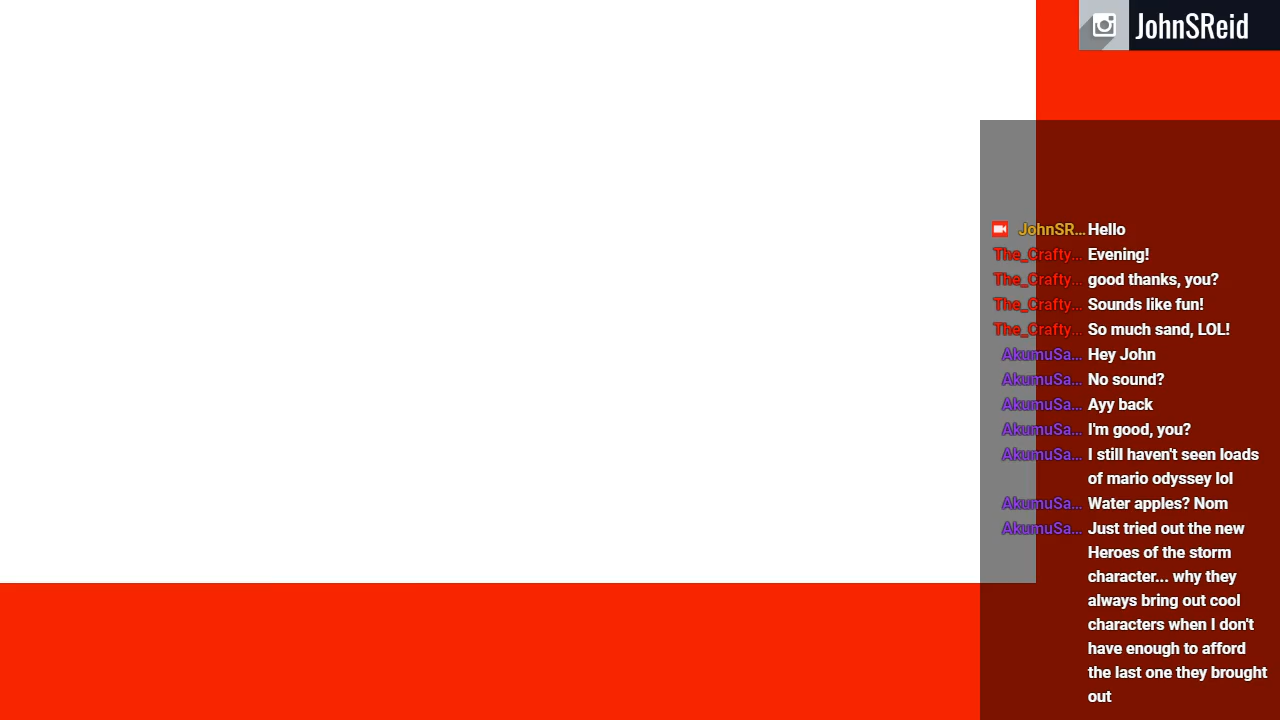 JohnSReid
JohnSR... Hello
The_Crafty... Evening!
The_Crafty... good thanks, you?
The_Crafty... Sounds like fun!
The_Crafty... So much sand, LOL!
AkumuSa... Hey John
AkumuSa... No sound?
AkumuSa... Ayy back
AkumuSa... I'm good, you?
AkumuSa... I still haven't seen loads
of mario odyssey lol
AkumuSa... Water apples? Nom
AkumuSa... Just tried out the new
Heroes of the storm
character... why they
always bring out cool
characters when I don't
have enough to afford
the last one they brought
out